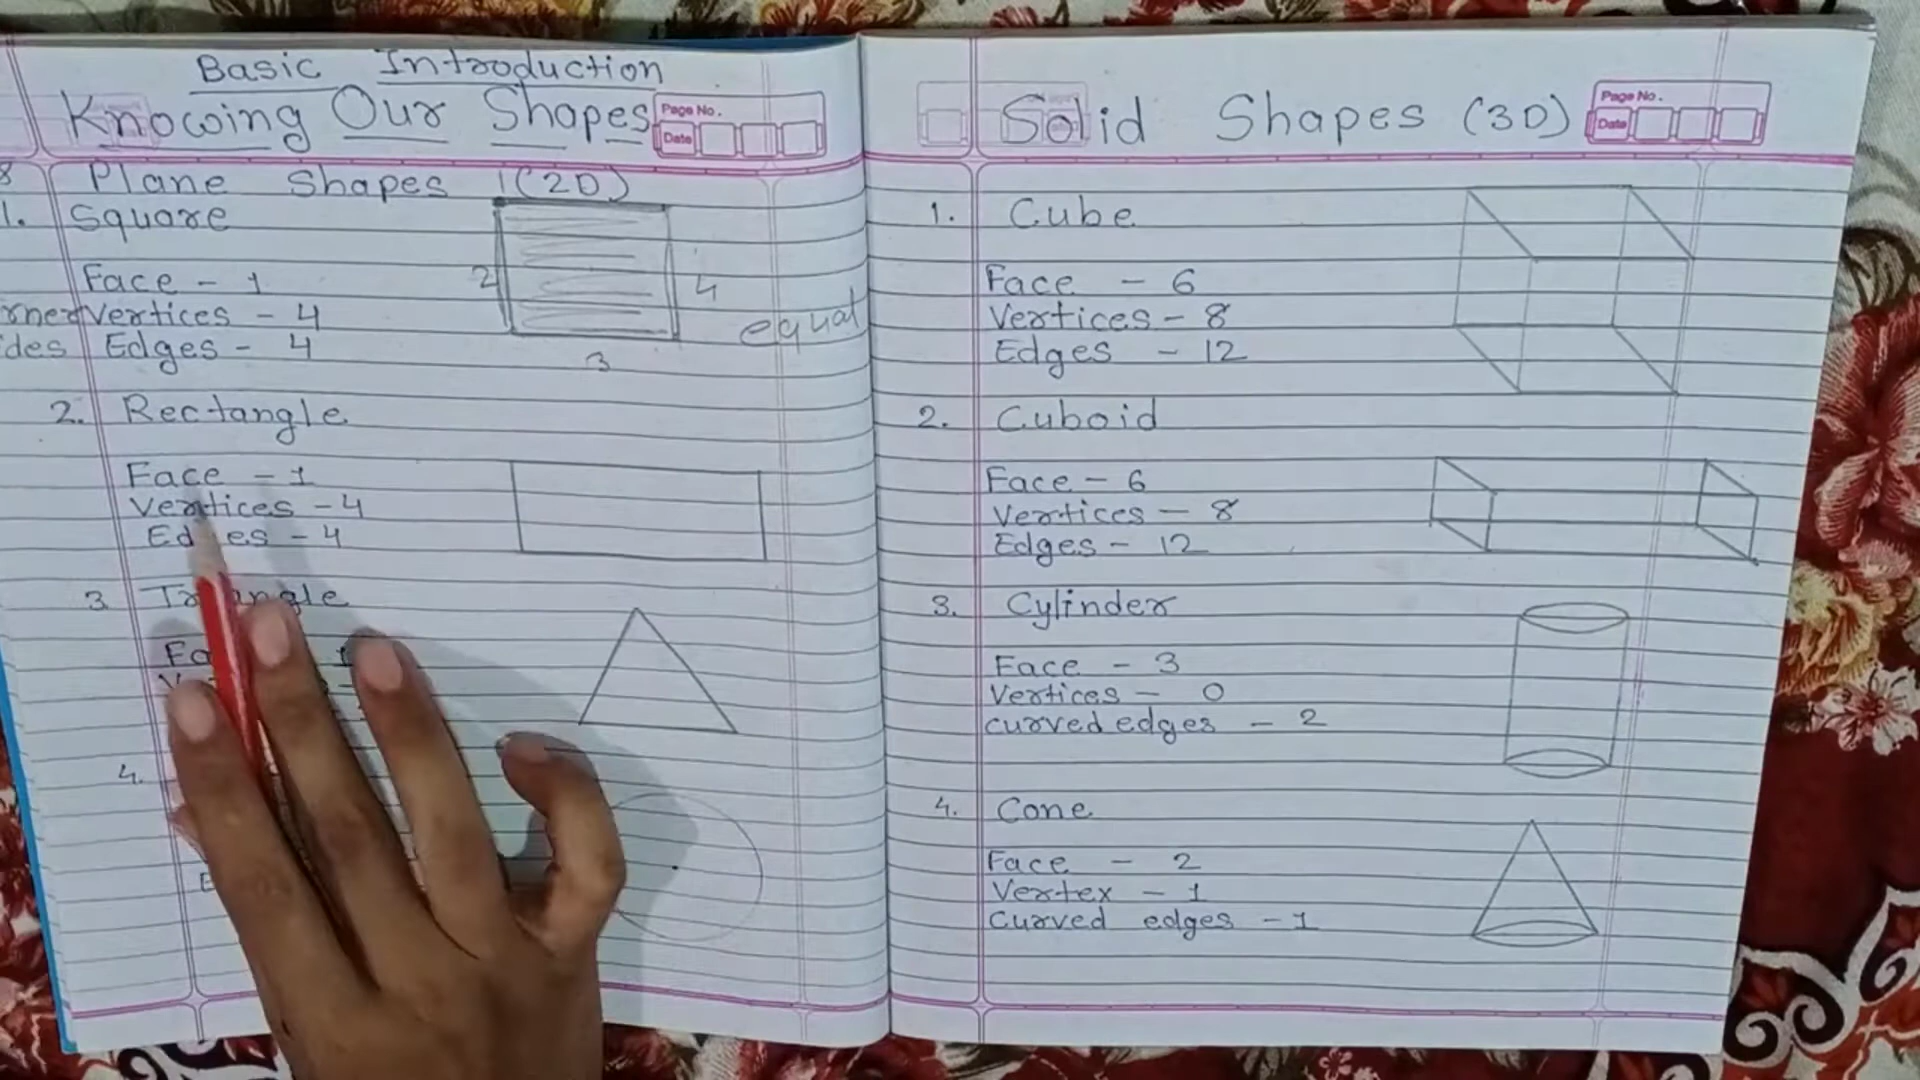 Basic Introduction
Knowing Our Shapes
Page No.
Date
Plane Shapes (2D)
1. Square
Face - 1
Vertices - 4
Edges - 4
2
4
3
equal
2. Rectangle
Face - 1
Vertices - 4
Edges - 4
3
1
4.
Solid Shapes (3D)
Page No.
Date
1. Cube
Face - 6
Vertices - 8
Edges - 12
2. Cuboid
Face - 6
Vertices - 8
Edges - 12
3. Cylinder
Face - 3
Vertices - 0
curved edges - 2
4. Cone
Face - 2
Vertex - 1
Curved edges - 1